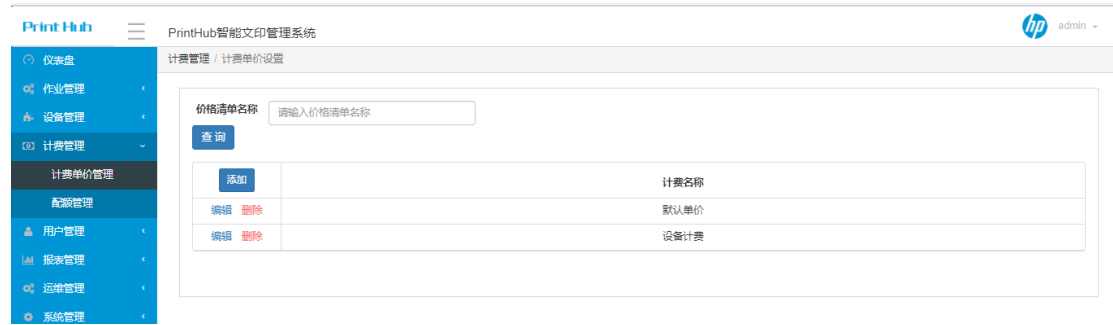 Print Hub
PrintHub智能文印管理系统
hp
admin
仪表盘
作业管理
设备管理
计费管理
计费单价管理
配额管理
用户管理
报表管理
运维管理
系统管理
计费管理 / 计费单价设置
价格清单名称 请输入价格清单名称
查 询
添加 计费名称
编辑 删除 默认单价
编辑 删除 设备计费